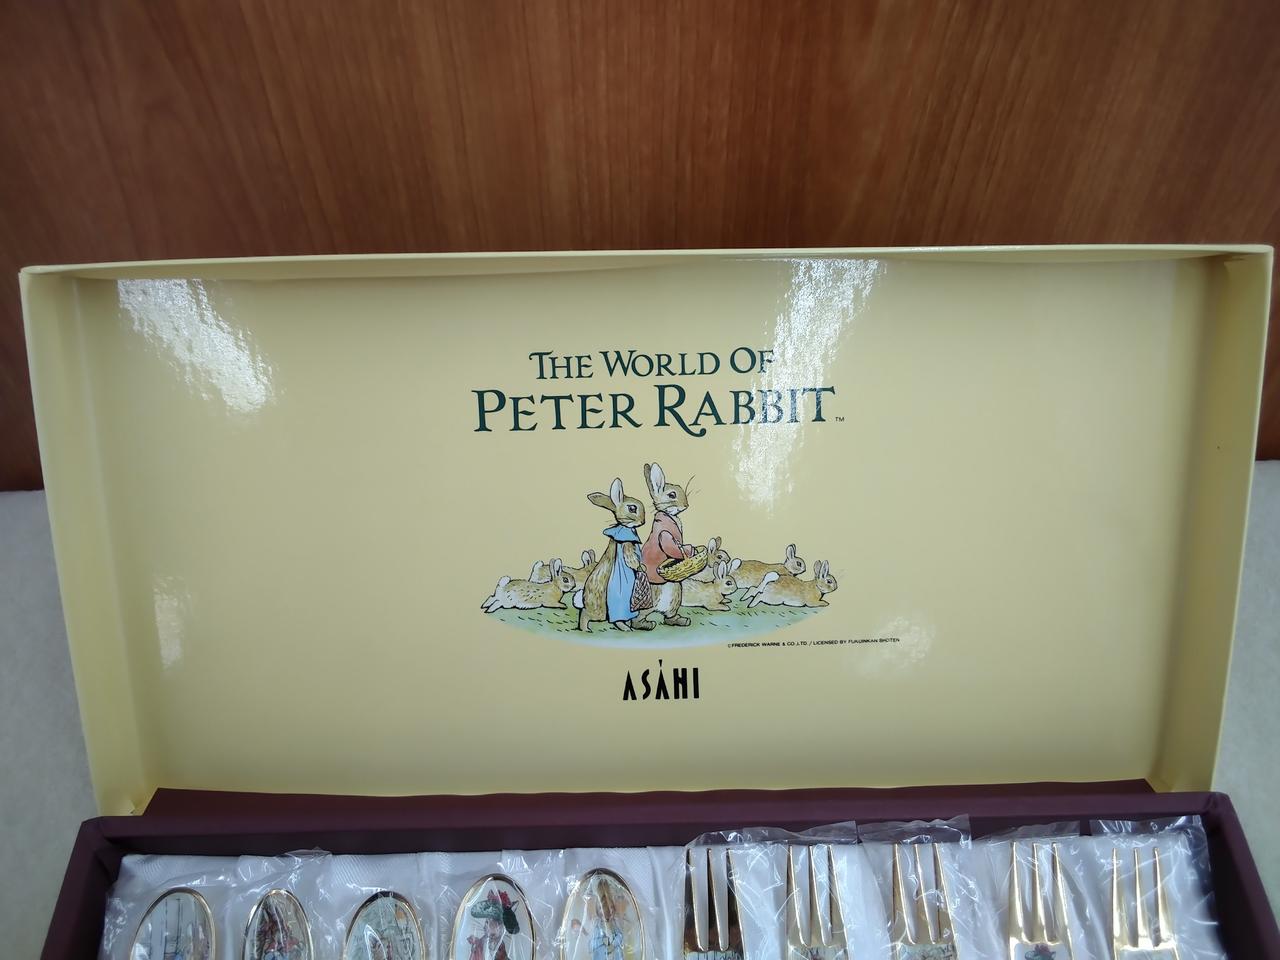 THE WORLD OF
PETER RABBIT™
©FREDERICK WARNE & CO.,LTD. / LICENSED BY FUKUINKAN SHOTEN
ASAHI